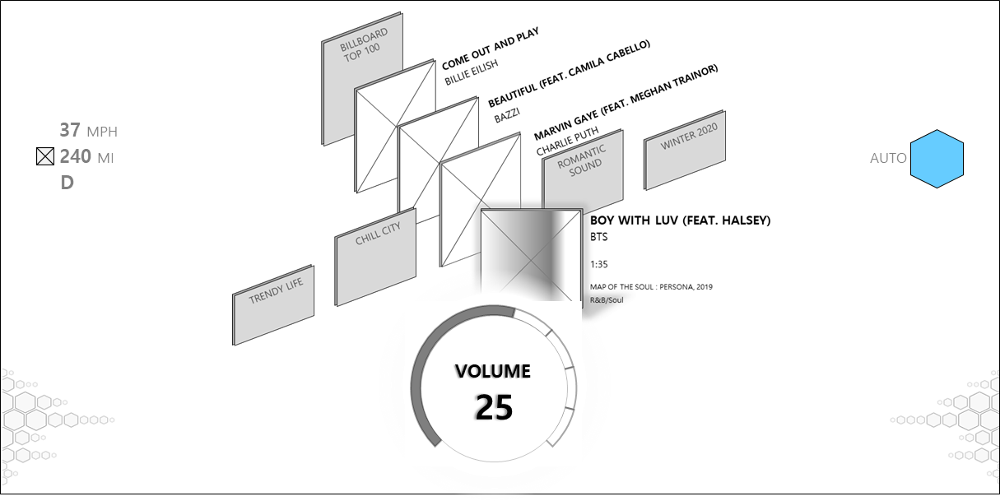 BILLBOARD
TOP 100
COME OUT AND PLAY
BILLIE EILISH
BEAUTIFUL (FEAT. CAMILA CABELLO)
BAZZI
MARVIN GAYE (FEAT. MEGHAN TRAINOR)
CHARLIE PUTH
ROMANTIC
SOUND
WINTER 2020
37 MPH
240 MI
D
AUTO
CHILL CITY
TRENDY LIFE
BOY WITH LUV (FEAT. HALSEY)
BTS
1:35
MAP OF THE SOUL : PERSONA, 2019
R&B/Soul
VOLUME
25